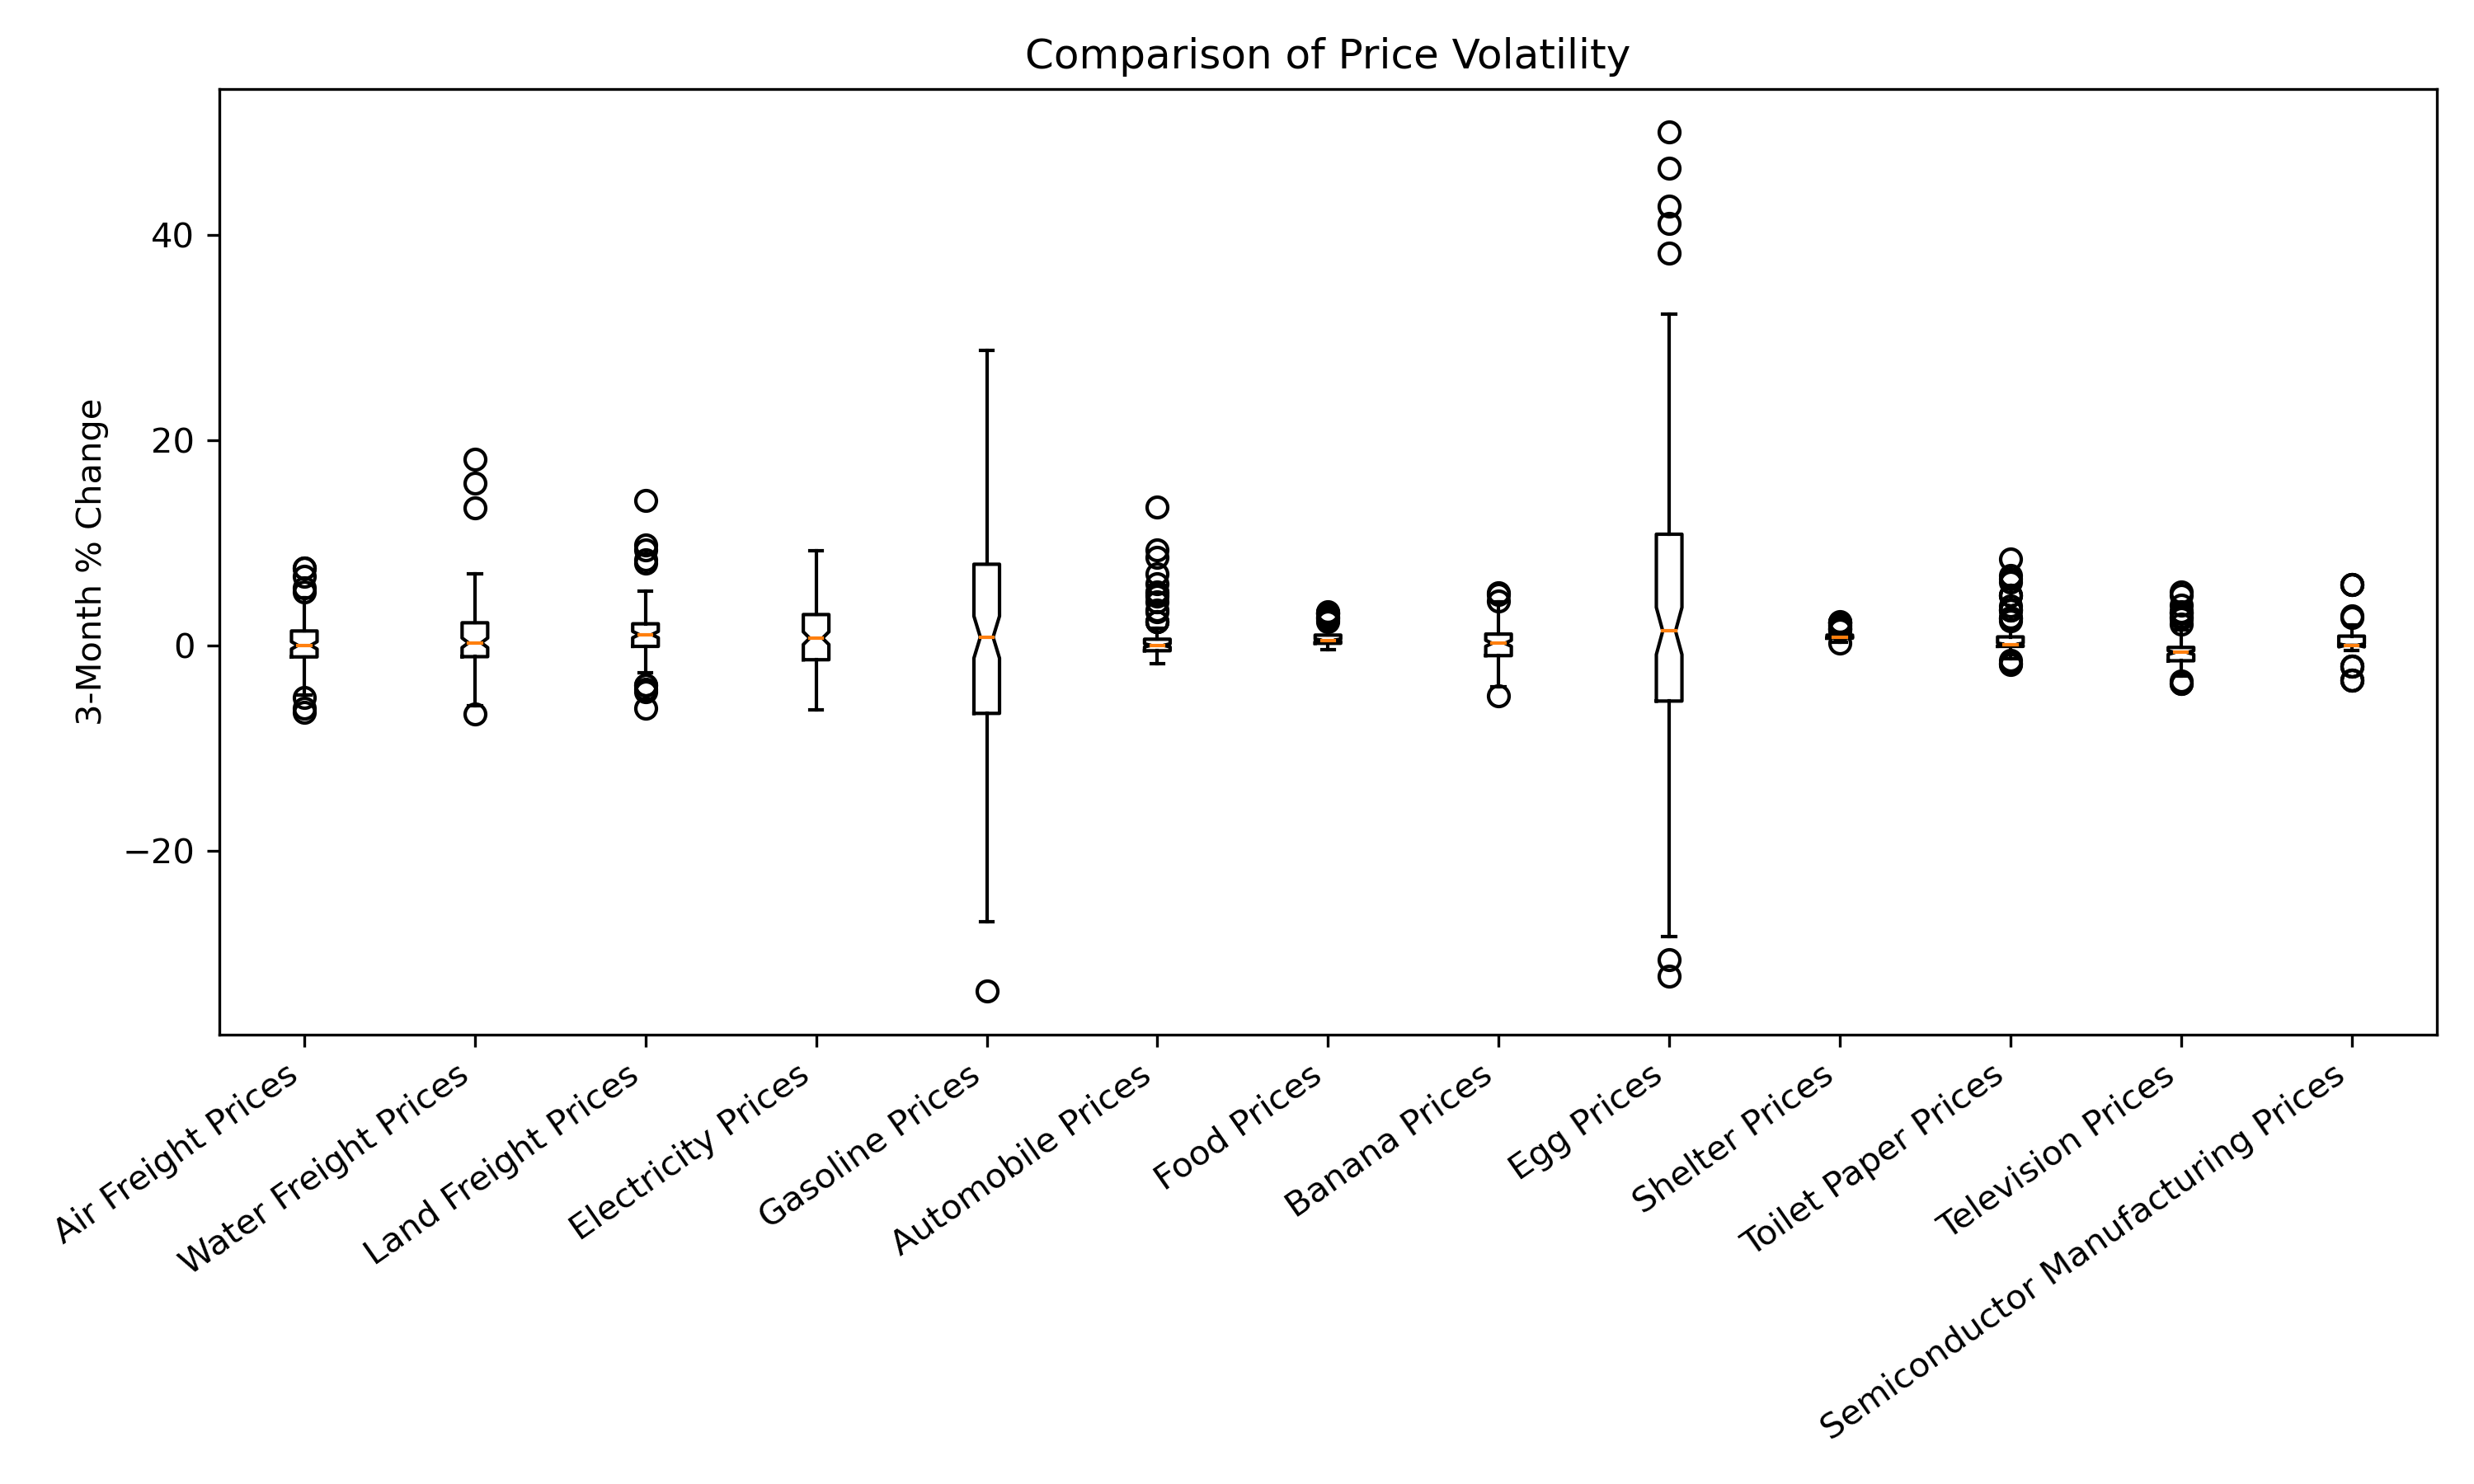 Comparison of Price Volatility
3-Month % Change
40
20
0
−20
Air Freight Prices
Water Freight Prices
Land Freight Prices
Electricity Prices
Gasoline Prices
Automobile Prices
Food Prices
Banana Prices
Egg Prices
Shelter Prices
Toilet Paper Prices
Television Prices
Semiconductor Manufacturing Prices